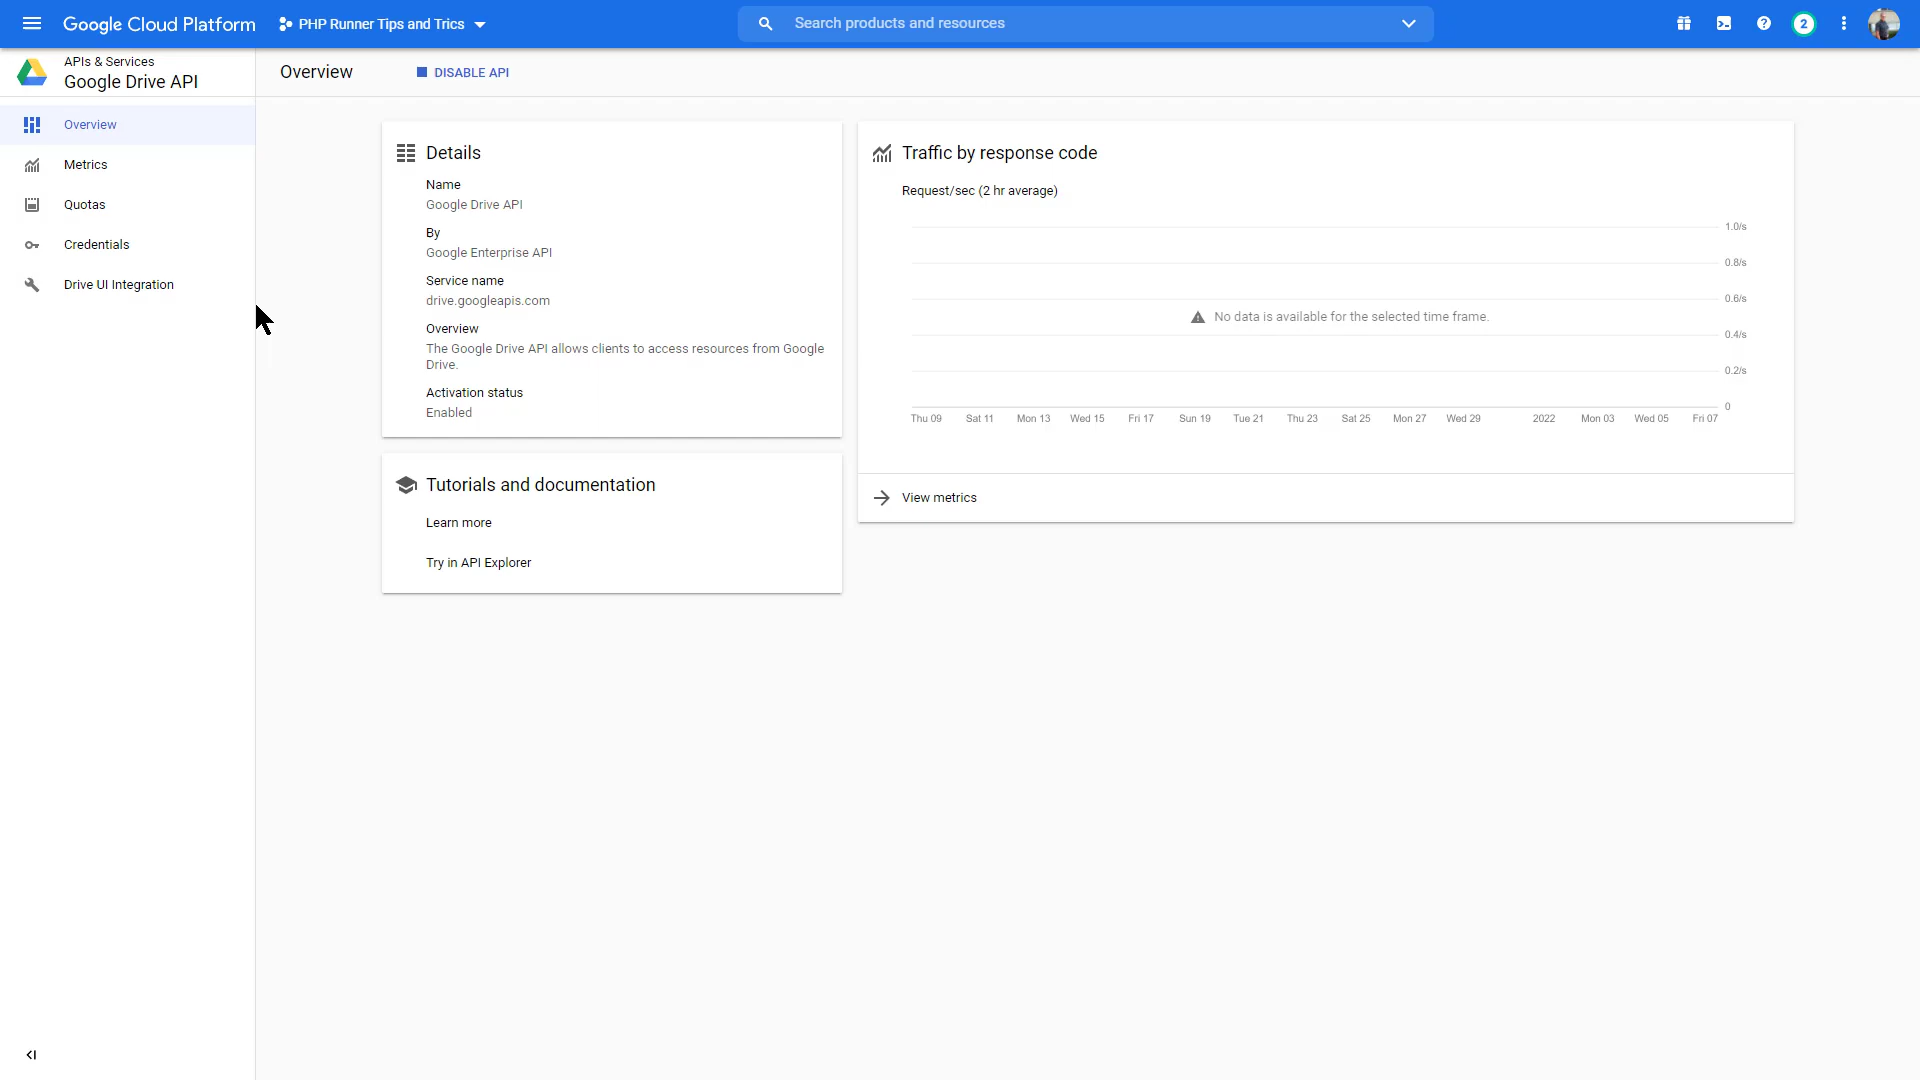 Google Cloud Platform
PHP Runner Tips and Trics
Search products and resources
2
APIs & Services
Google Drive API
Overview
DISABLE API
Overview
Metrics
Quotas
Credentials
Drive UI Integration
Details
Name
Google Drive API
By
Google Enterprise API
Service name
drive.googleapis.com
Overview
The Google Drive API allows clients to access resources from Google
Drive.
Activation status
Enabled
Tutorials and documentation
Learn more
Try in API Explorer
Traffic by response code
Request/sec (2 hr average)
1.0/s
0.8/s
0.6/s
No data is available for the selected time frame.
0.4/s
0.2/s
0
Thu 09 Sat 11 Mon 13 Wed 15 Fri 17 Sun 19 Tue 21 Thu 23 Sat 25 Mon 27 Wed 29 2022 Mon 03 Wed 05 Fri 07
View metrics